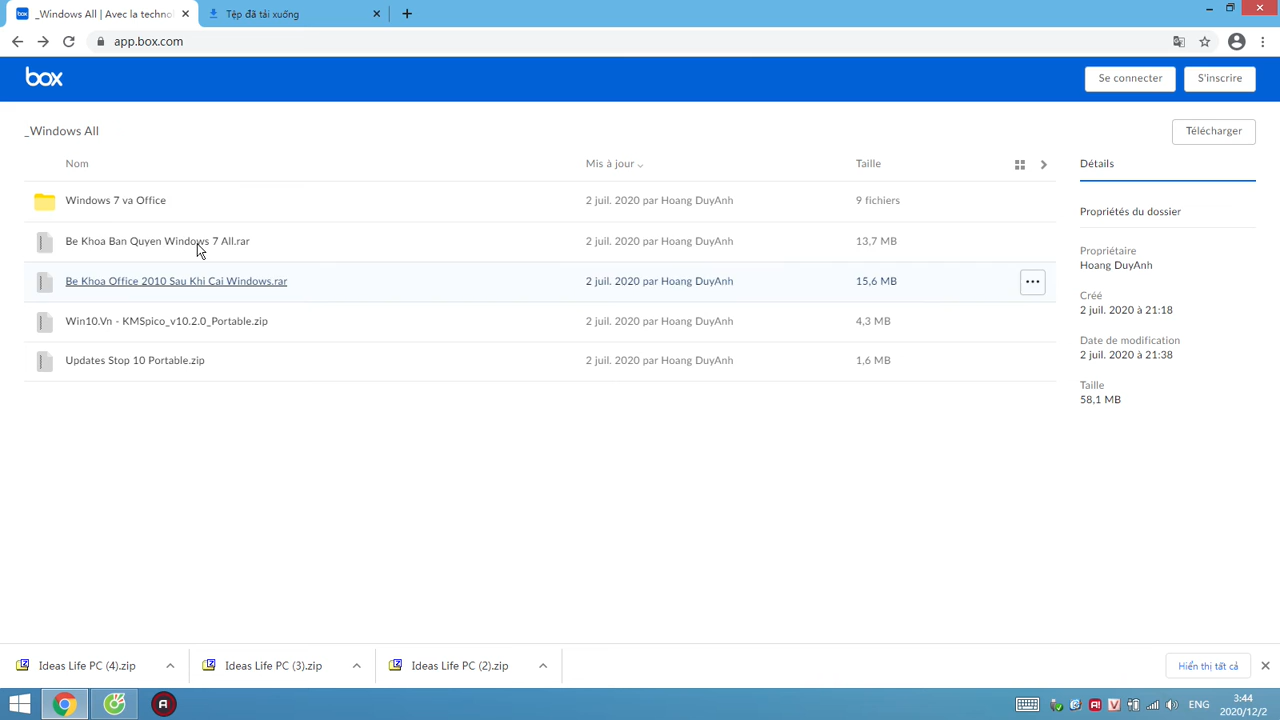 _Windows All | Avec la techno
Tệp đã tải xuống
app.box.com
box
Se connecter
S'inscrire
_Windows All
Télécharger
Nom
Mis à jour
Taille
Détails
Windows 7 va Office
2 juil. 2020 par Hoang DuyAnh
9 fichiers
Propriétés du dossier
Be Khoa Ban Quyen Windows 7 All.rar
2 juil. 2020 par Hoang DuyAnh
13,7 MB
Propriétaire
Hoang DuyAnh
Be Khoa Office 2010 Sau Khi Cai Windows.rar
2 juil. 2020 par Hoang DuyAnh
15,6 MB
Créé
2 juil. 2020 à 21:18
Win10.Vn - KMSpico_v10.2.0_Portable.zip
2 juil. 2020 par Hoang DuyAnh
4,3 MB
Date de modification
2 juil. 2020 à 21:38
Updates Stop 10 Portable.zip
2 juil. 2020 par Hoang DuyAnh
1,6 MB
Taille
58,1 MB
Ideas Life PC (4).zip
Ideas Life PC (3).zip
Ideas Life PC (2).zip
Hiển thị tất cả
ENG
3:44
2020/12/2